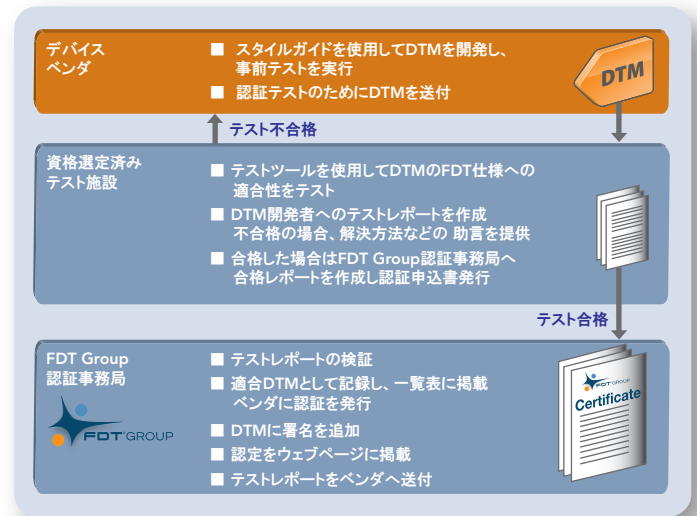 デバイス
ベンダ
■ スタイルガイドを使用してDTMを開発し、
事前テストを実行
■ 認証テストのためにDTMを送付
DTM
テスト不合格
資格選定済み
テスト施設
■ テストツールを使用してDTMのFDT仕様への
適合性をテスト
■ DTM開発者へのテストレポートを作成
不合格の場合、解決方法などの 助言を提供
■ 合格した場合はFDT Group認証事務局へ
合格レポートを作成し認証申込書発行
テスト合格
FDT Group
認証事務局
FDT GROUP
■ テストレポートの検証
■ 適合DTMとして記録し、一覧表に掲載
ベンダに認証を発行
■ DTMに署名を追加
■ 認定をウェブページに掲載
■ テストレポートをベンダへ送付
FDT GROUP
Certificate